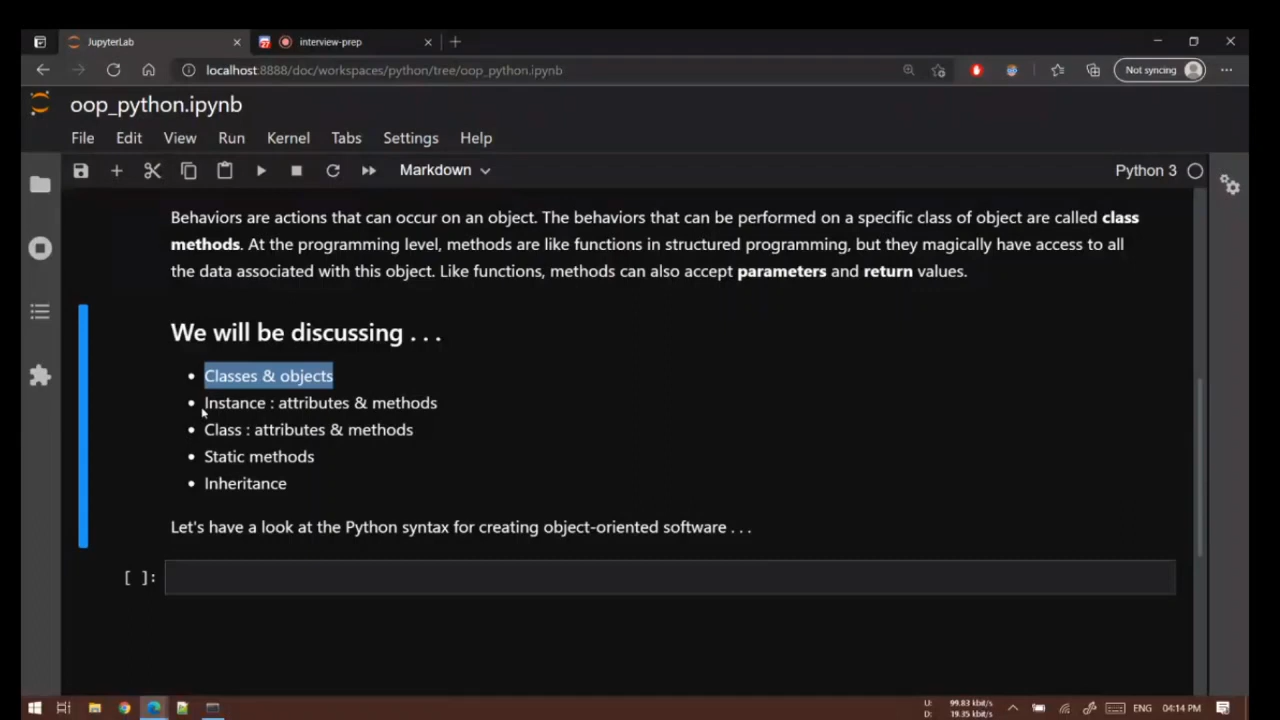 JupyterLab
interview-prep
localhost:8888/doc/workspaces/python/tree/oop_python.ipynb
Not syncing
oop_python.ipynb
File Edit View Run Kernel Tabs Settings Help
Markdown
Python 3
Behaviors are actions that can occur on an object. The behaviors that can be performed on a specific class of object are called class
methods. At the programming level, methods are like functions in structured programming, but they magically have access to all
the data associated with this object. Like functions, methods can also accept parameters and return values.
We will be discussing . . .
• Classes & objects
• Instance : attributes & methods
• Class : attributes & methods
• Static methods
• Inheritance
Let's have a look at the Python syntax for creating object-oriented software . . .
[ ]:
U: 99.83 kbit/s
D: 19.35 kbit/s
ENG 04:14 PM